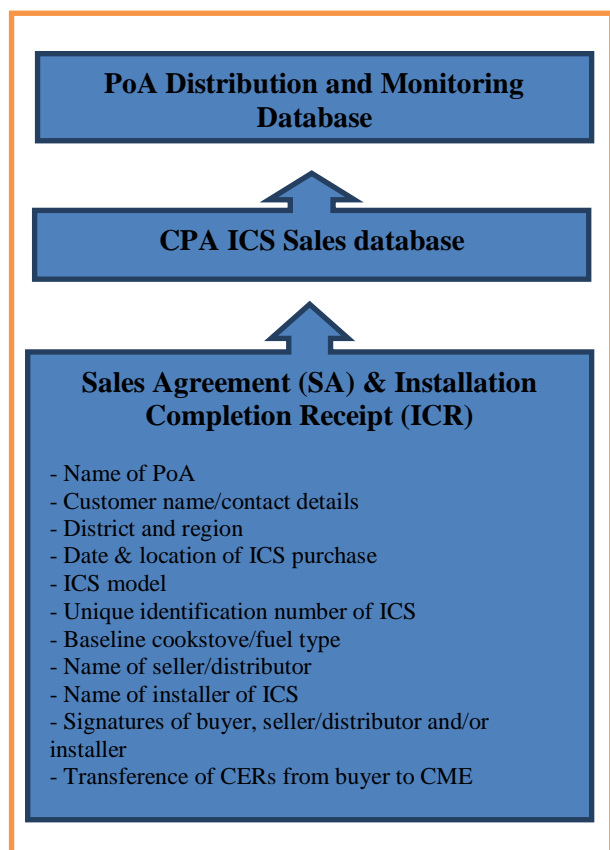 PoA Distribution and Monitoring
Database
CPA ICS Sales database
Sales Agreement (SA) & Installation
Completion Receipt (ICR)
- Name of PoA
- Customer name/contact details
- District and region
- Date & location of ICS purchase
- ICS model
- Unique identification number of ICS
- Baseline cookstove/fuel type
- Name of seller/distributor
- Name of installer of ICS
- Signatures of buyer, seller/distributor and/or
installer
- Transference of CERs from buyer to CME